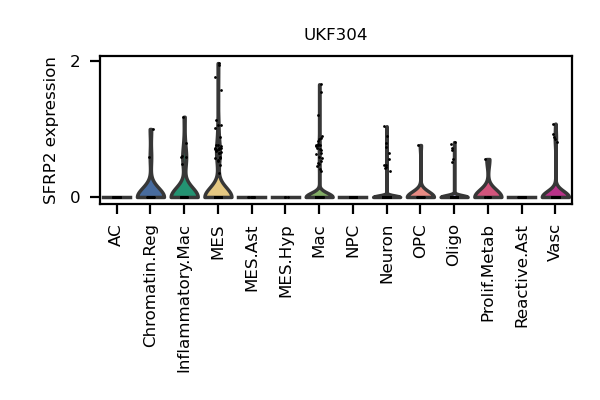 UKF304
SFRP2 expression
2
0
AC
Chromatin.Reg
Inflammatory.Mac
MES
MES.Ast
MES.Hyp
Mac
NPC
Neuron
OPC
Oligo
Prolif.Metab
Reactive.Ast
Vasc